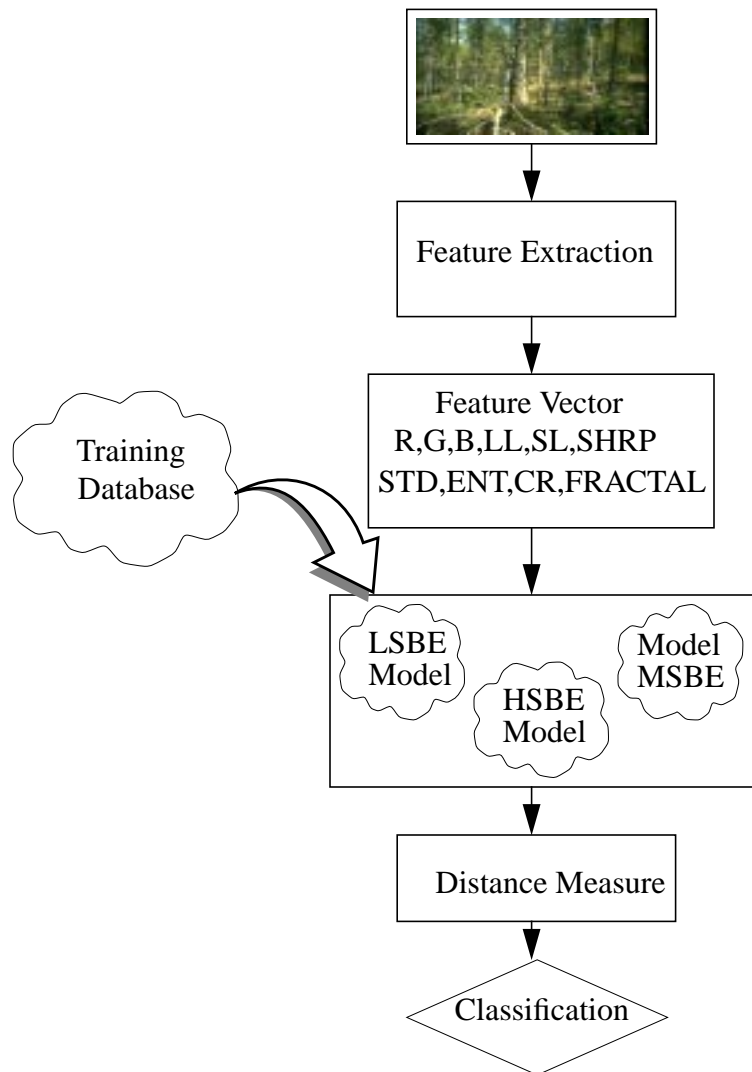 Feature Extraction
Feature Vector
R,G,B,LL,SL,SHRP
STD,ENT,CR,FRACTAL
Training
Database
LSBE
Model
HSBE
Model
Model
MSBE
Distance Measure
Classification